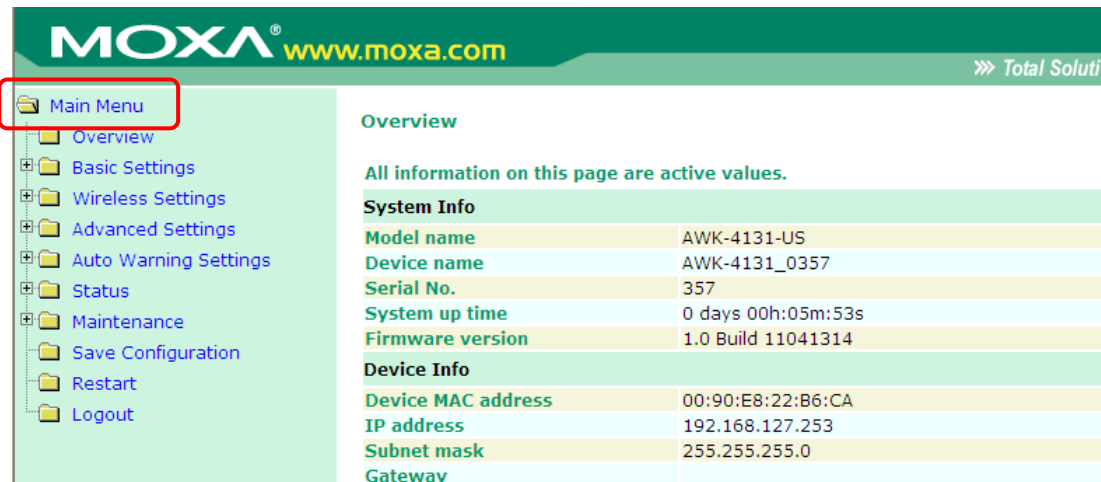 MOXA® www.moxa.com
Total Soluti
Main Menu
Overview
Basic Settings
Wireless Settings
Advanced Settings
Auto Warning Settings
Status
Maintenance
Save Configuration
Restart
Logout
Overview
All information on this page are active values.
System Info
Model name AWK-4131-US
Device name AWK-4131_0357
Serial No. 357
System up time 0 days 00h:05m:53s
Firmware version 1.0 Build 11041314
Device Info
Device MAC address 00:90:E8:22:B6:CA
IP address 192.168.127.253
Subnet mask 255.255.255.0
Gateway